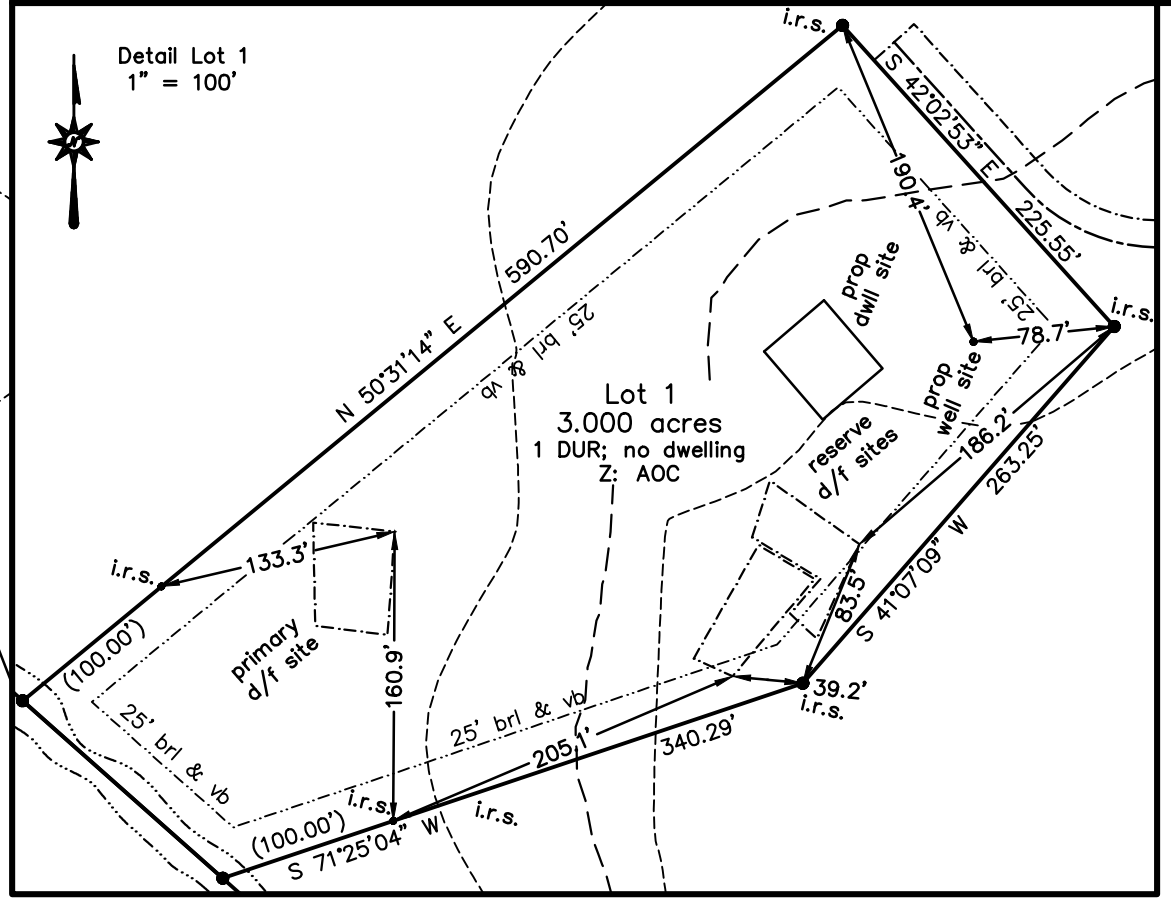 Detail Lot 1
1" = 100'
N
i.r.s.
S 42°02'53" E
225.55'
190.4'
25' brl & vb
590.70'
N 50°31'14" E
25' brl & vb
prop
dwll site
i.r.s.
78.7'
prop
well site
Lot 1
3.000 acres
1 DUR; no dwelling
Z: AOC
reserve
d/f sites
186.2'
263.25'
S 41°07'09" W
83.5'
i.r.s.
133.3'
(100.00')
primary
d/f site
160.9'
39.2'
i.r.s.
25' brl & vb
25' brl & vb
205.1'
340.29'
i.r.s.
i.r.s.
(100.00')
S 71°25'04" W